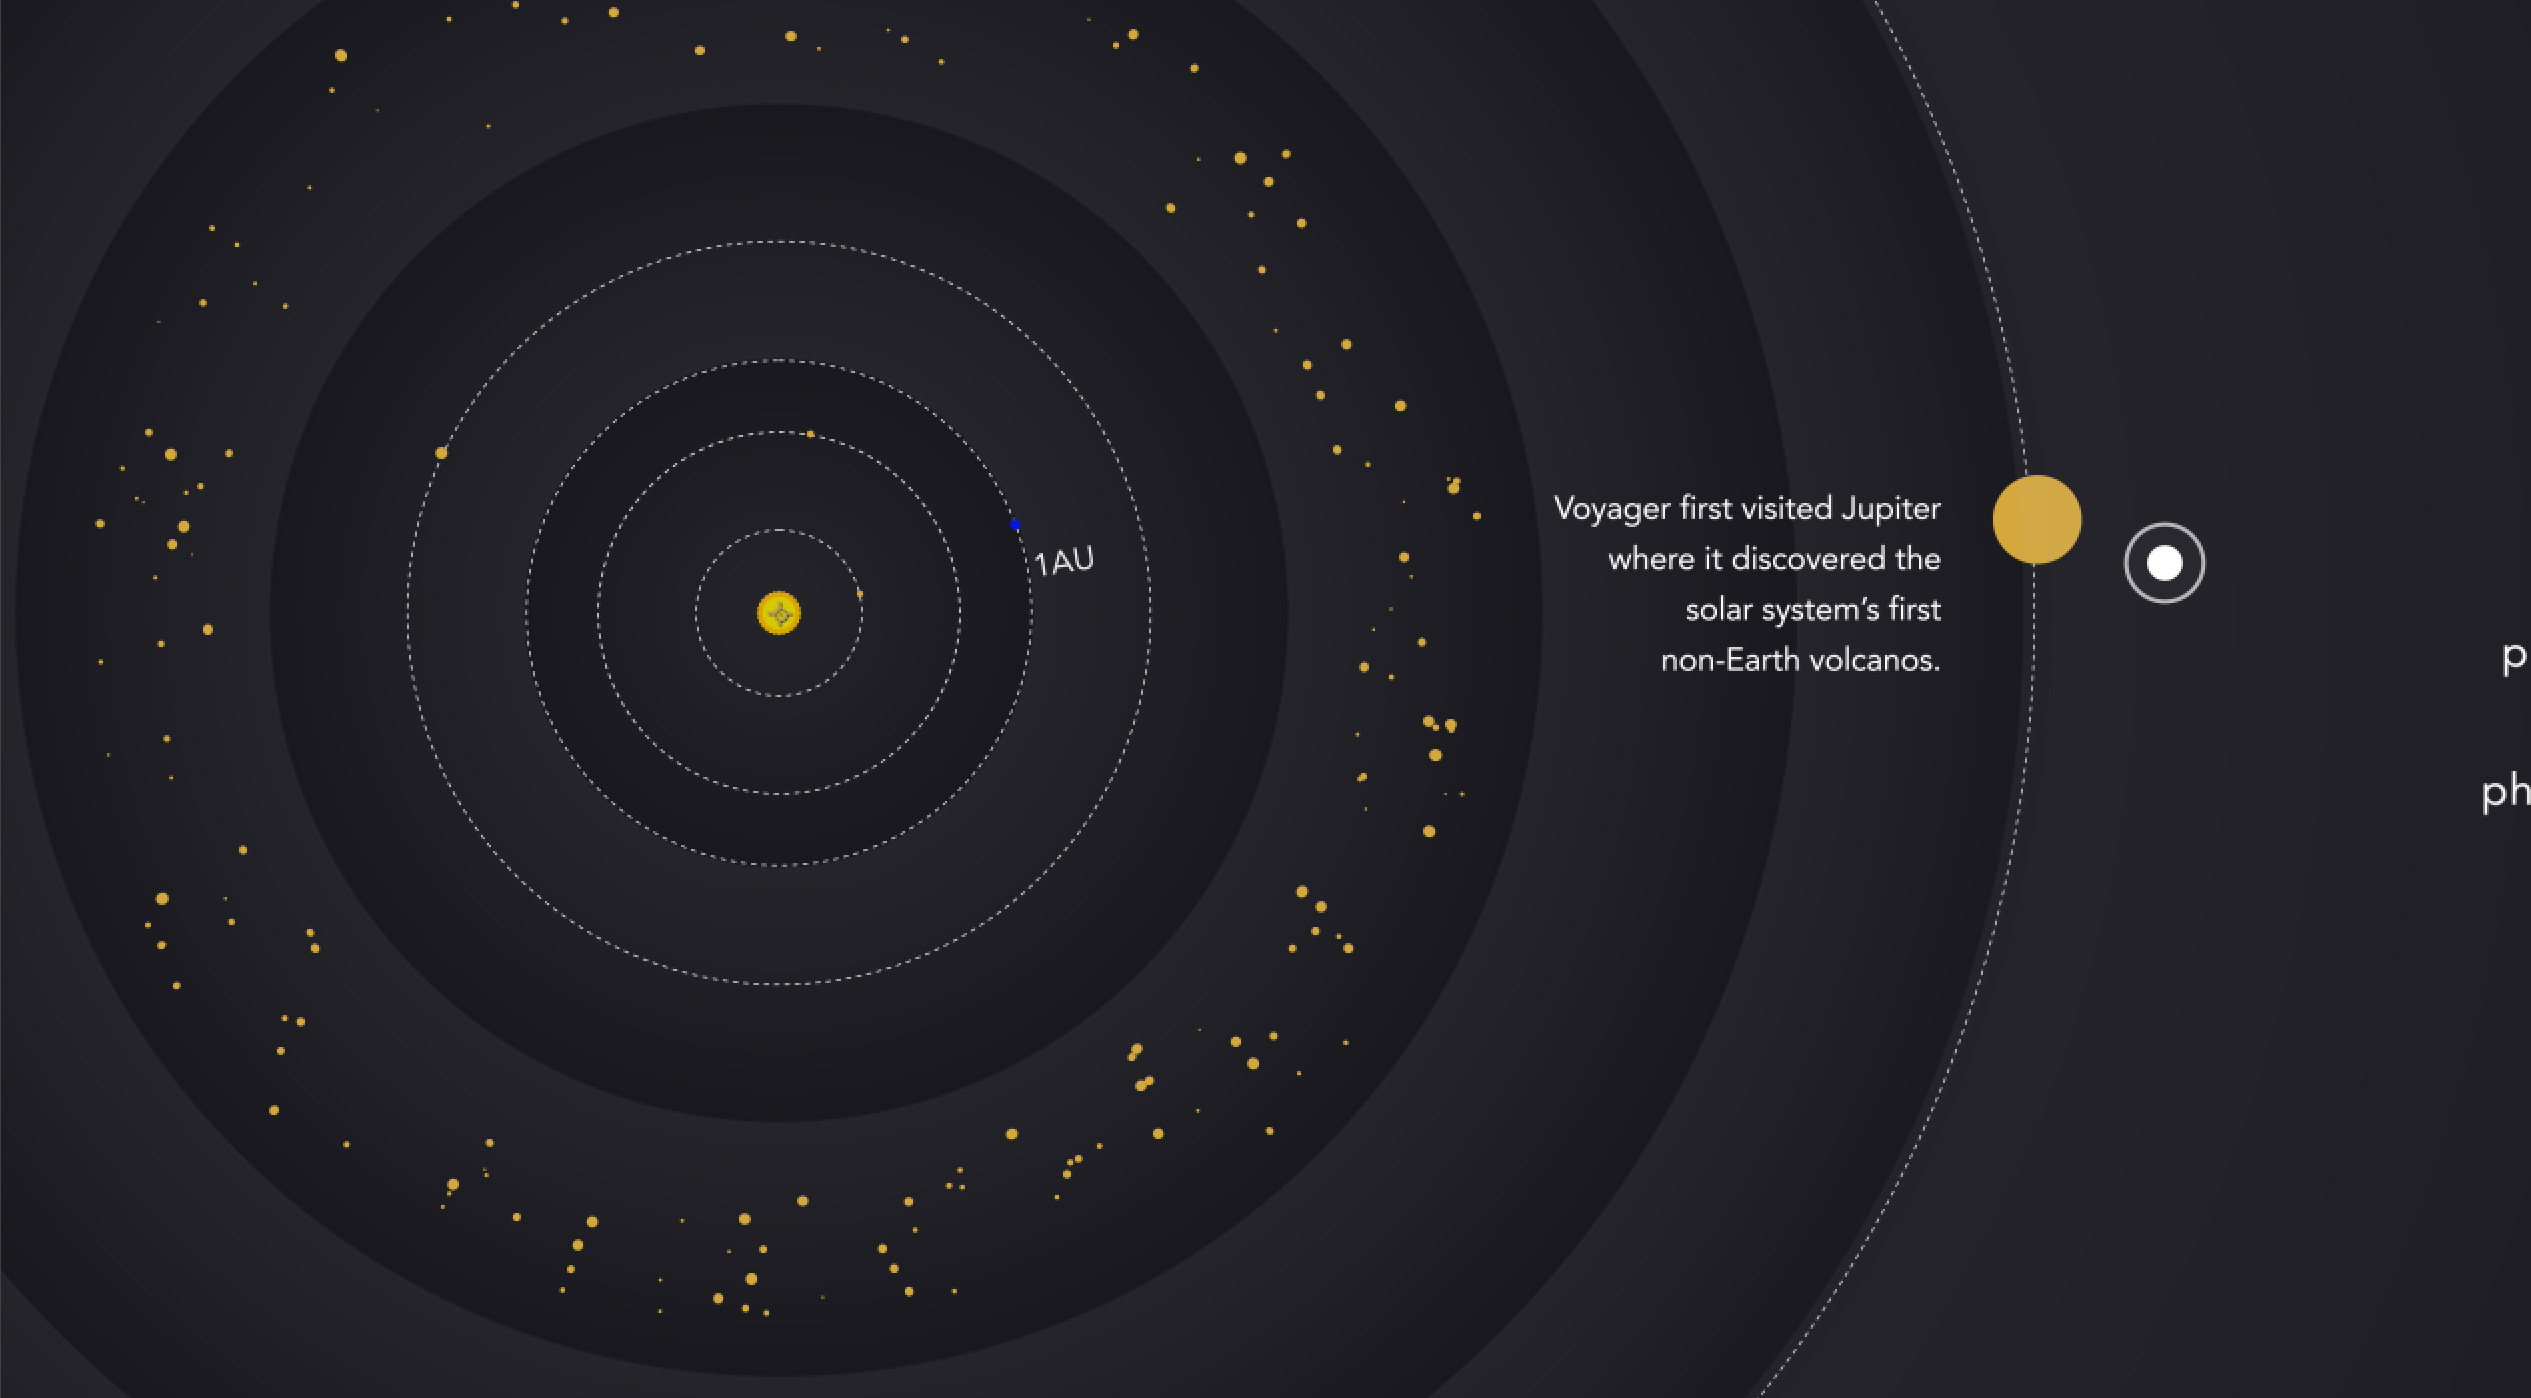 1AU
Voyager first visited Jupiter
where it discovered the
solar system’s first
non-Earth volcanos.
p
ph